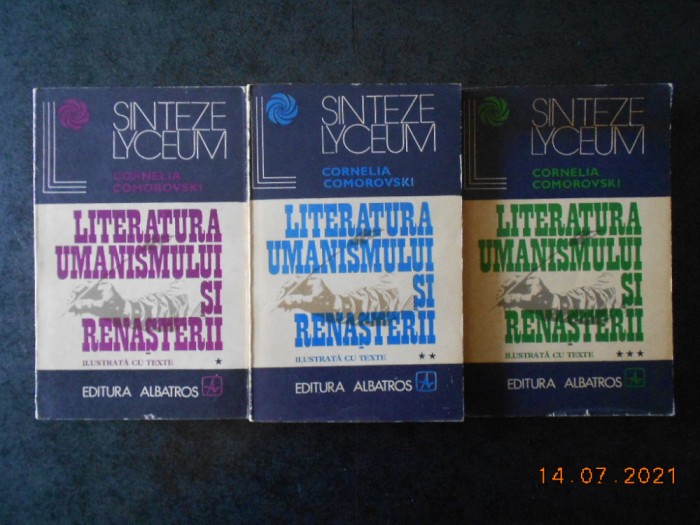 SINTEZE
LYCEUM
CORNELIA
COMOROVSKI
LITERATURA
UMANISMULUI
ȘI
RENAȘTERII
ILUSTRATĂ CU TEXTE ★
EDITURA ALBATROS
SINTEZE
LYCEUM
CORNELIA
COMOROVSKI
LITERATURA
UMANISMULUI
ȘI
RENAȘTERII
ILUSTRATĂ CU TEXTE ★★
EDITURA ALBATROS
SINTEZE
LYCEUM
CORNELIA
COMOROVSKI
LITERATURA
UMANISMULUI
ȘI
RENAȘTERII
ILUSTRATĂ CU TEXTE ★★★
EDITURA ALBATROS
14.07.2021